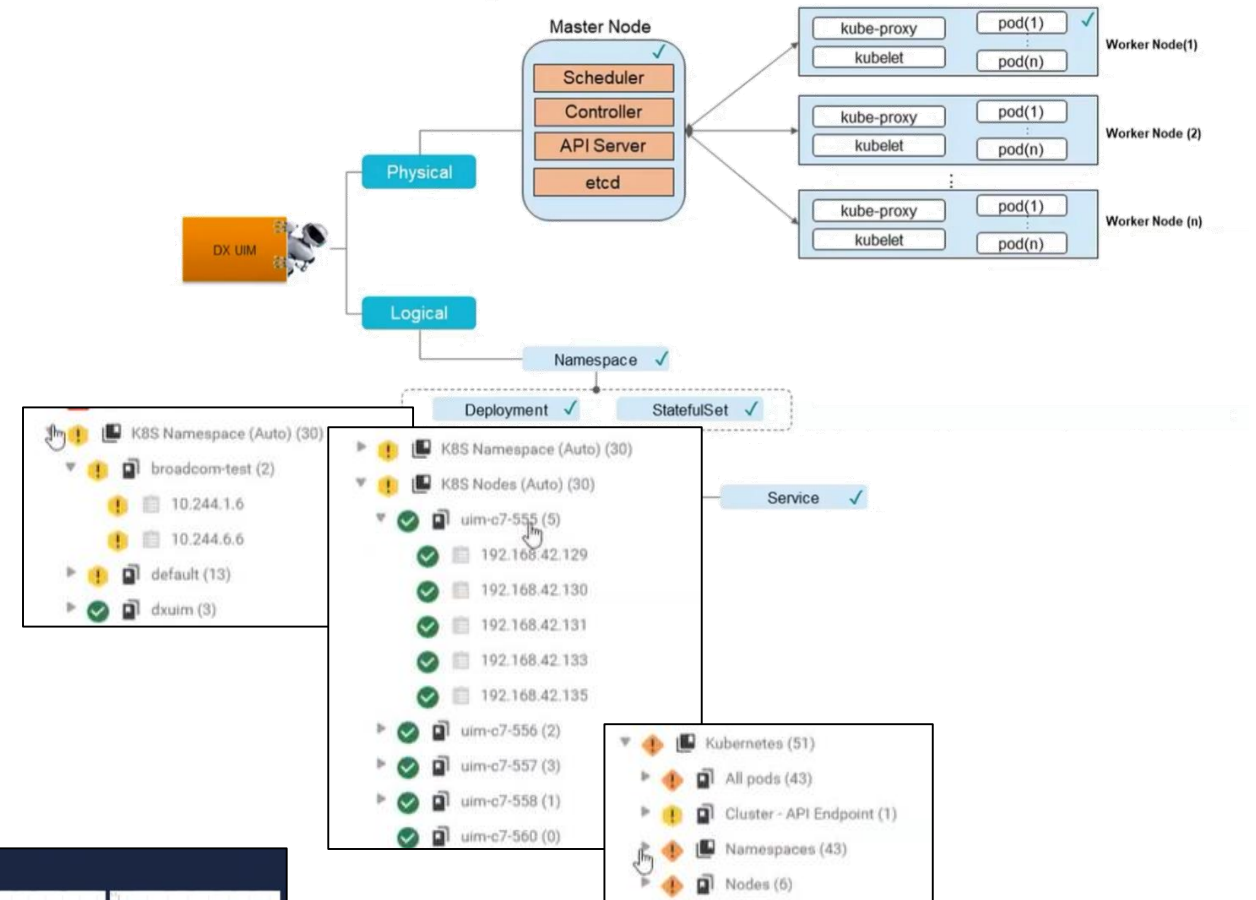 Master Node
Scheduler
Controller
API Server
etcd
kube-proxy
kubelet
pod(1)
pod(n)
Worker Node(1)
kube-proxy
kubelet
pod(1)
pod(n)
Worker Node (2)
kube-proxy
kubelet
pod(1)
pod(n)
Worker Node (n)
Physical
DX UIM
Logical
Namespace
Deployment
StatefulSet
Service
K8S Namespace (Auto) (30)
broadcom-test (2)
10.244.1.6
10.244.6.6
default (13)
dxuim (3)
K8S Namespace (Auto) (30)
K8S Nodes (Auto) (30)
uim-c7-555 (5)
192.168.42.129
192.168.42.130
192.168.42.131
192.168.42.133
192.168.42.135
uim-c7-556 (2)
uim-c7-557 (3)
uim-c7-558 (1)
uim-c7-560 (0)
Kubernetes (51)
All pods (43)
Cluster - API Endpoint (1)
Namespaces (43)
Nodes (6)